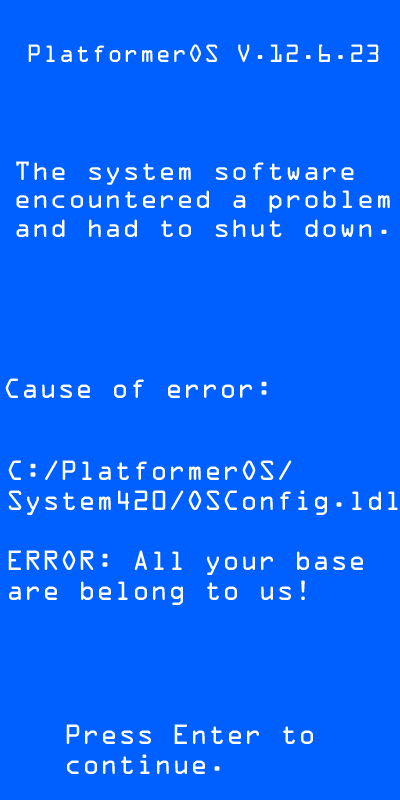 PlatformerOS V.12.6.23
The system software
encountered a problem
and had to shut down.
Cause of error:
C:/PlatformerOS/
System420/OSConfig.ldl
ERROR: All your base
are belong to us!
Press Enter to
continue.